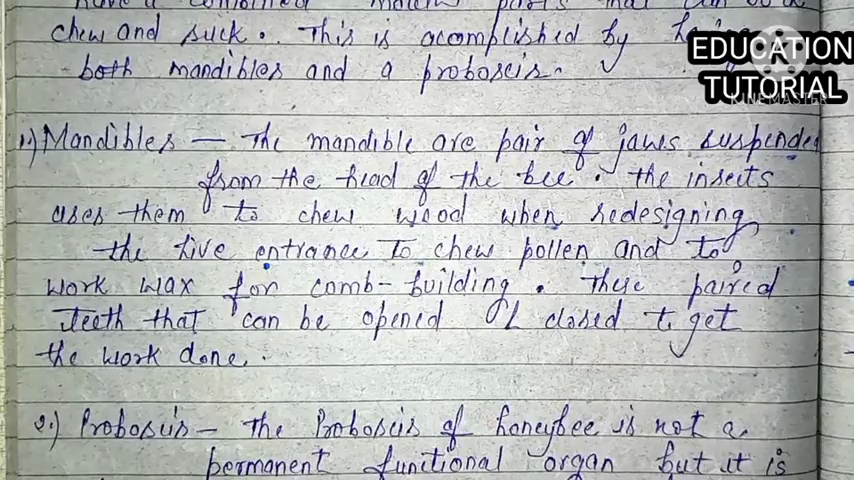 have a combined
chew and suck. This is acomplished by
both mandibles and a proboscis.
EDUCATION
TUTORIAL
KINEMASTER
1.) Mandibles — The mandible are pair of jaws suspended
from the head of the bee. The insects
uses them to chew wood when redesigning
the hive entrance To chew pollen and to
work wax for comb-building. These paired
Teeth that can be opened & closed to get
the work done.
2.) Proboscis — The Proboscis of honeybee is not a
permanent functional organ but it is